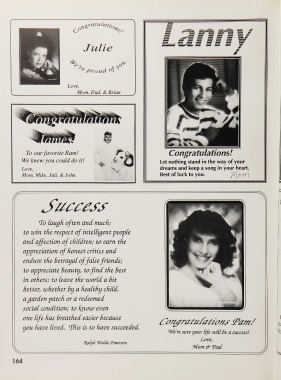 Congratulations!
Julie
We're proud of you.
Love,
Mom, Dad, & Brian
Lanny
Congratulations!
Let nothing stand in the way of your
dreams and keep a song in your heart.
Best of luck to you.
Congratulations
James!
To our favorite Ram!
We knew you could do it!
Love,
Mom, Mike, Juli, & John
Success
To laugh often and much;
to win the respect of intelligent people
and affection of children; to earn the
appreciation of honest critics and
endure the betrayal of false friends;
to appreciate beauty, to find the best
in others; to leave the world a bit
better, whether by a healthy child,
a garden patch or a redeemed
social condition; to know even
one life has breathed easier because
you have lived. This is to have succeeded.
Ralph Waldo Emerson
Congratulations Pam!
We're sure your life will be a success!
Love,
Mom & Dad
164